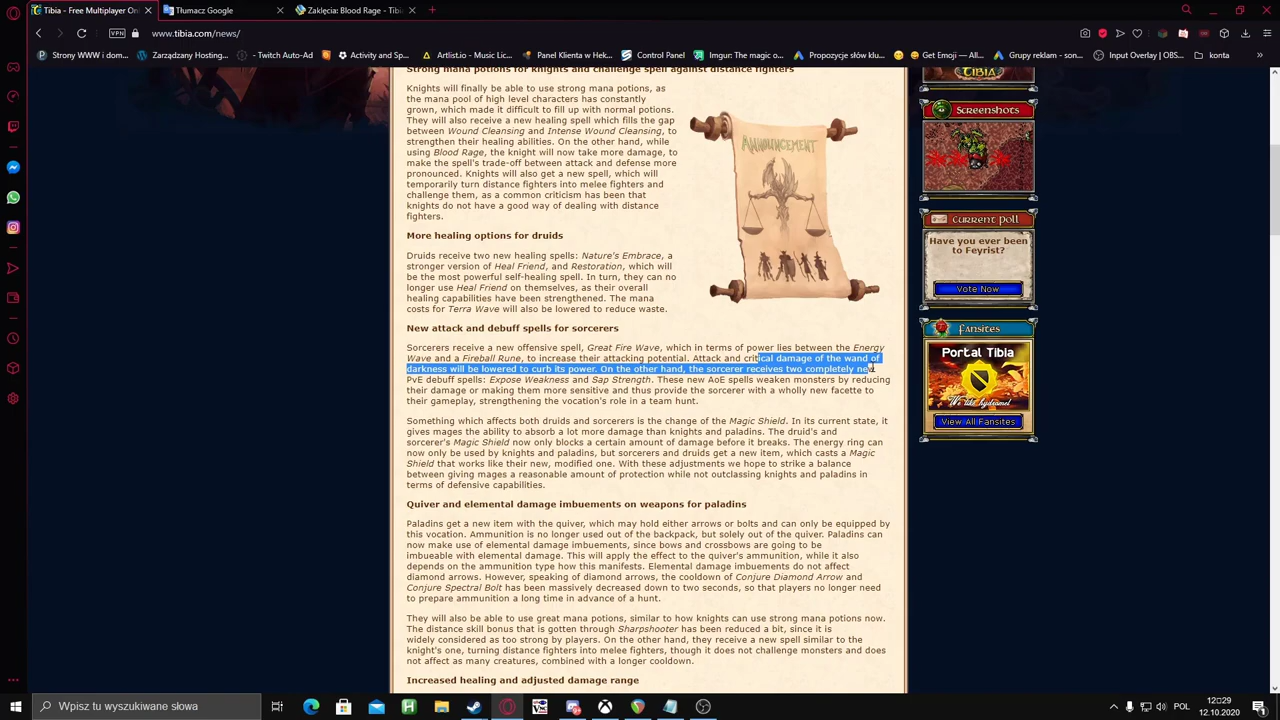 Tibia - Free Multiplayer Onl
Tłumacz Google
Zaklęcia: Blood Rage - Tibia
VPN
www.tibia.com/news/
Strony WWW i dom...
Zarządzany Hosting...
- Twitch Auto-Ad
Activity and Sp...
Artlist.io - Music Lic...
Panel Klienta w Hek...
Control Panel
Imgur: The magic o...
Propozycje słów klu...
Get Emoji — All Em...
Grupy reklam - son...
Input Overlay | OBS...
konta
Strong mana potions for knights and challenge spell against distance fighters
Knights will finally be able to use strong mana potions, as
the mana pool of high level characters has constantly
grown, which made it difficult to fill up with normal potions.
They will also receive a new healing spell which fills the gap
between Wound Cleansing and Intense Wound Cleansing, to
strengthen their healing abilities. On the other hand, while
using Blood Rage, the knight will now take more damage, to
make the spell's trade-off between attack and defense more
pronounced. Knights will also get a new spell, which will
temporarily turn distance fighters into melee fighters and
challenge them, as a common criticism has been that
knights do not have a good way of dealing with distance
fighters.
ANNOUNCEMENT
More healing options for druids
Druids receive two new healing spells: Nature's Embrace, a
stronger version of Heal Friend, and Restoration, which will
be the most powerful self-healing spell. In turn, they can no
longer use Heal Friend on themselves, as their overall
healing capabilities have been strengthened. The mana
costs for Terra Wave will also be lowered to reduce waste.
New attack and debuff spells for sorcerers
Sorcerers receive a new offensive spell, Great Fire Wave, which in terms of power lies between the Energy
Wave and a Fireball Rune, to increase their attacking potential. Attack and critical damage of the wand of
darkness will be lowered to curb its power. On the other hand, the sorcerer receives two completely new
PvE debuff spells: Expose Weakness and Sap Strength. These new AoE spells weaken monsters by reducing
their damage or making them more sensitive and thus provide the sorcerer with a wholly new facette to
their gameplay, strengthening the vocation's role in a team hunt.
Something which affects both druids and sorcerers is the change of the Magic Shield. In its current state, it
gives mages the ability to absorb a lot more damage than knights and paladins. The druid's and
sorcerer's Magic Shield now only blocks a certain amount of damage before it breaks. The energy ring can
now only be used by knights and paladins, but sorcerers and druids get a new item, which casts a Magic
Shield that works like their new, modified one. With these adjustments we hope to strike a balance
between giving mages a reasonable amount of protection while not outclassing knights and paladins in
terms of defensive capabilities.
Quiver and elemental damage imbuements on weapons for paladins
Paladins get a new item with the quiver, which may hold either arrows or bolts and can only be equipped by
this vocation. Ammunition is no longer used out of the backpack, but solely out of the quiver. Paladins can
now make use of elemental damage imbuements, since bows and crossbows are going to be
imbueable with elemental damage. This will apply the effect to the quiver's ammunition, while it also
depends on the ammunition type how this manifests. Elemental damage imbuements do not affect
diamond arrows. However, speaking of diamond arrows, the cooldown of Conjure Diamond Arrow and
Conjure Spectral Bolt has been massively decreased down to two seconds, so that players no longer need
to prepare ammunition a long time in advance of a hunt.
They will also be able to use great mana potions, similar to how knights can use strong mana potions now.
The distance skill bonus that is gotten through Sharpshooter has been reduced a bit, since it is
widely considered as too strong by players. On the other hand, they receive a new spell similar to the
knight's one, turning distance fighters into melee fighters, though it does not challenge monsters and does
not affect as many creatures, combined with a longer cooldown.
Increased healing and adjusted damage range
TIBIA
Screenshots
Current Poll
Have you ever been
to Feyrist?
Vote Now
Fansites
Portal Tibia
We like hydromel
View All Fansites
Wpisz tu wyszukiwane słowa
POL
12:29
12.10.2020